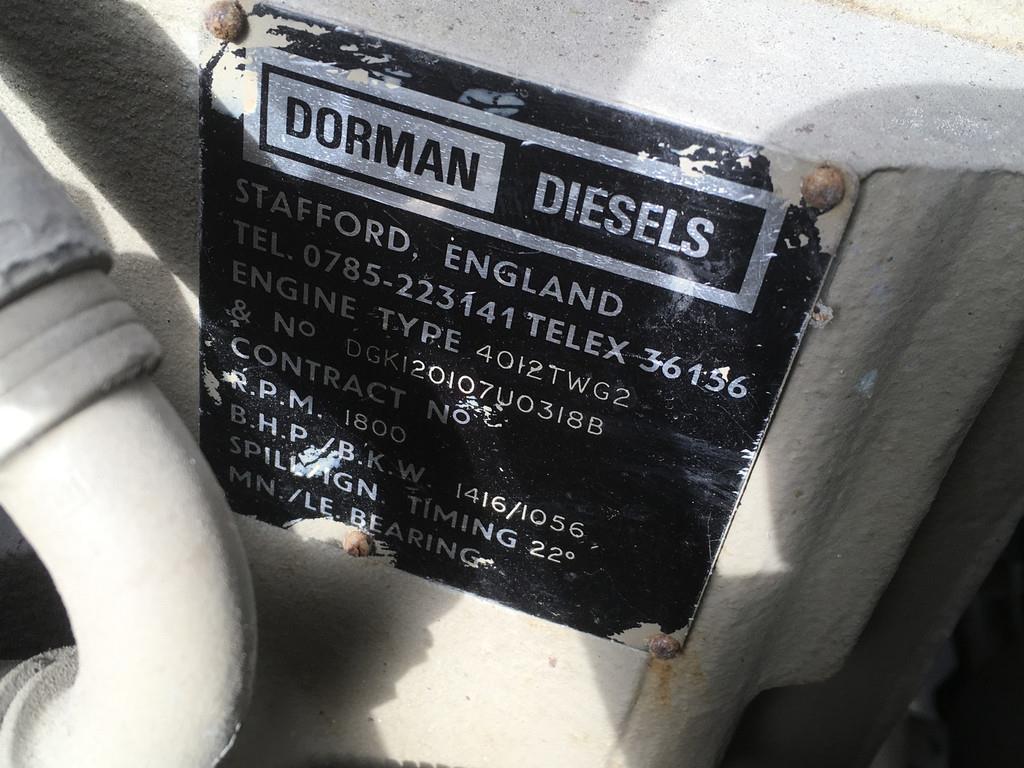 DORMAN DIESELS
STAFFORD, ENGLAND
TEL. 0785-223141 TELEX 36156
ENGINE TYPE 4012TWG2
& No DGK120107U0318B
CONTRACT No
R.P.M. 1800
B.H.P./B.K.W. 1416/1056
SPILL/IGN. TIMING 22°
MN./LE. BEARING